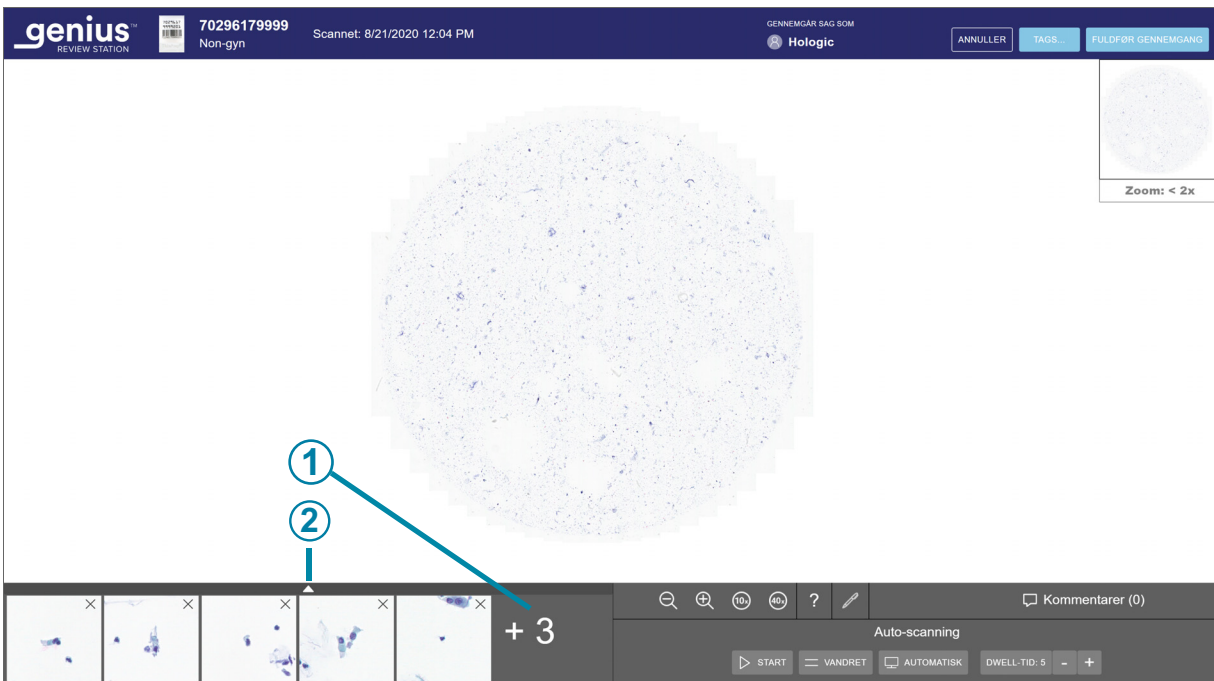 genius™
REVIEW STATION
70296179999
Non-gyn
Scannet: 8/21/2020 12:04 PM
GENNEMGÅR SAG SOM
Hologic
ANNULLER
TAGS...
FULDFØR GENNEMGANG
Zoom: < 2x
1
2
+ 3
10x
40x
?
Kommentarer (0)
Auto-scanning
START
VANDRET
AUTOMATISK
DWELL-TID: 5
-
+